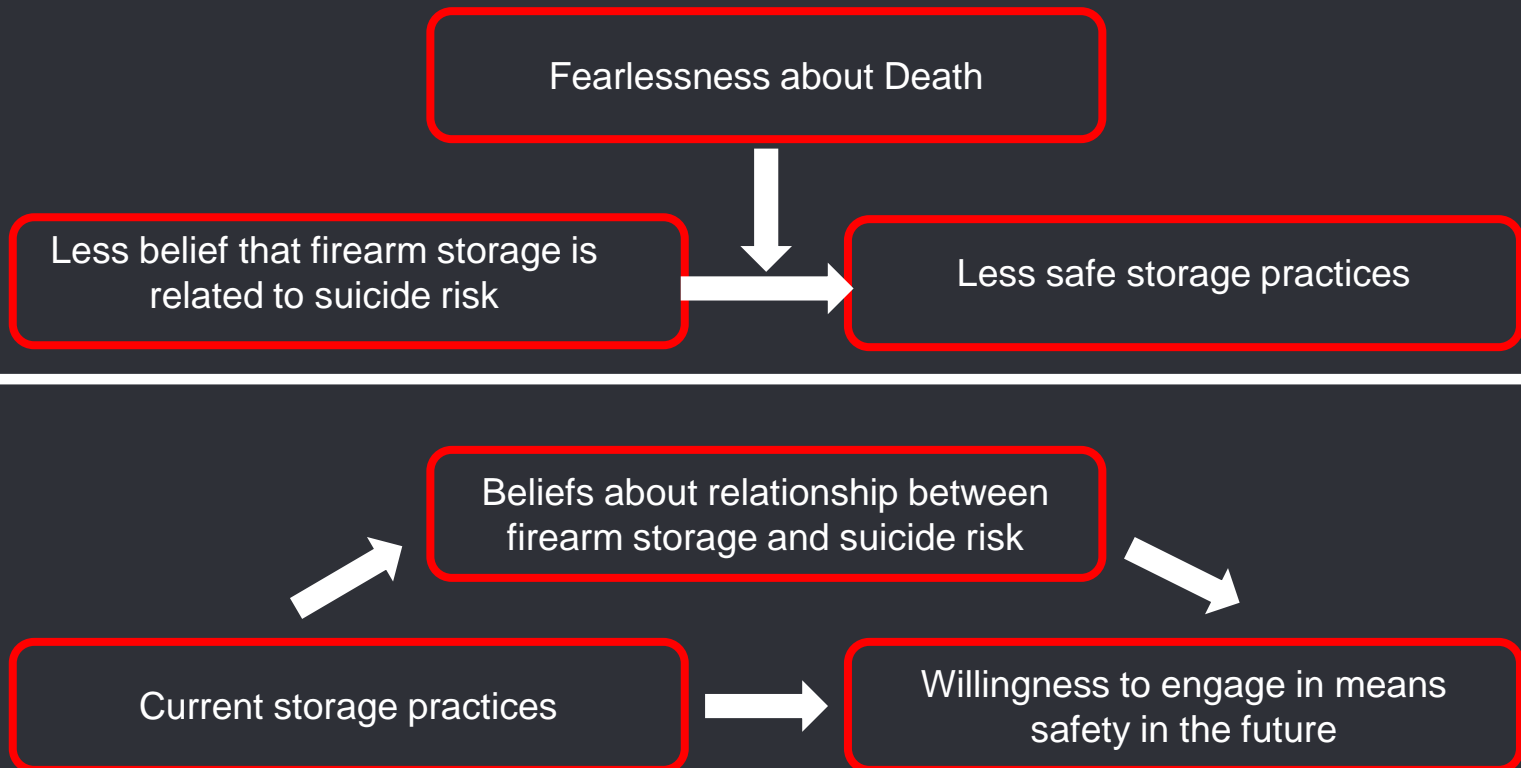 Fearlessness about Death
Less belief that firearm storage is
related to suicide risk
Less safe storage practices
Beliefs about relationship between
firearm storage and suicide risk
Current storage practices
Willingness to engage in means
safety in the future